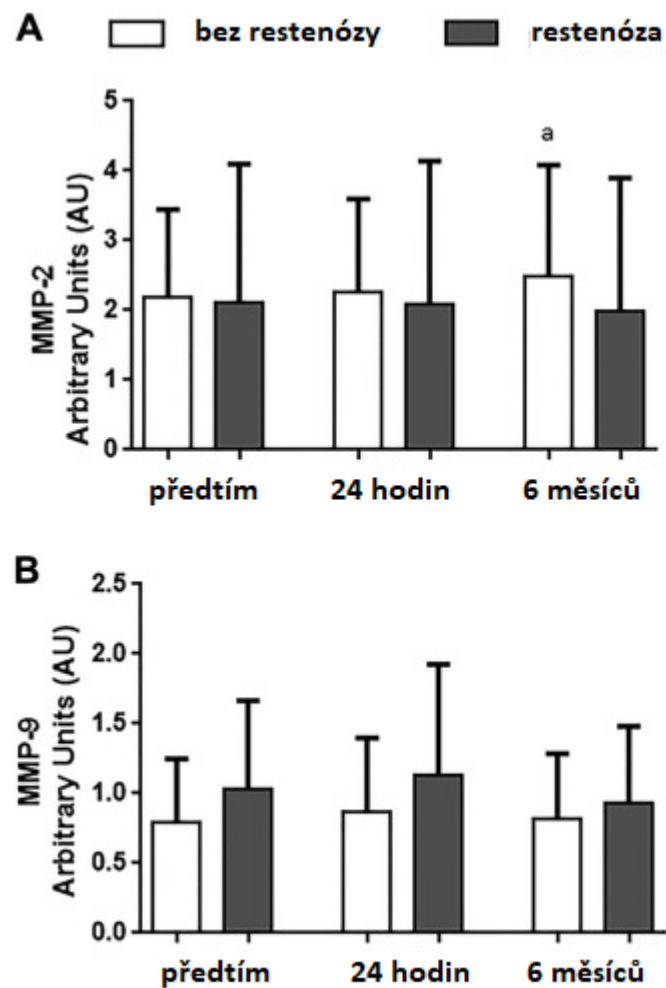 A bez restenózy restenóza
MMP-2
Arbitrary Units (AU)
5
4
3
2
1
0
a
předtím 24 hodin 6 měsíců
B
MMP-9
Arbitrary Units (AU)
2.5
2.0
1.5
1.0
0.5
0.0
předtím 24 hodin 6 měsíců